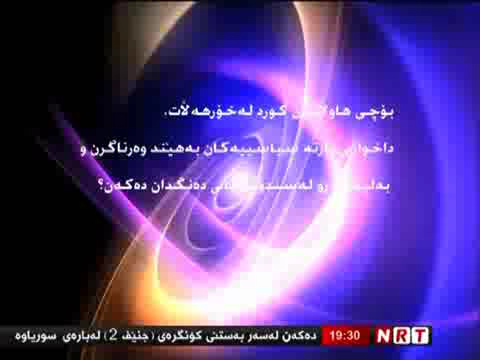 بۆچی کورد لەخۆرهەڵات،
سیاسییەکان بەهێند وەرناگرن و
دەنگدان دەکەن؟
دەکەن لەسەر بەستنی کۆنگرەی (جنێف 2) لەبارەی سوریاوە
19:30
NRT